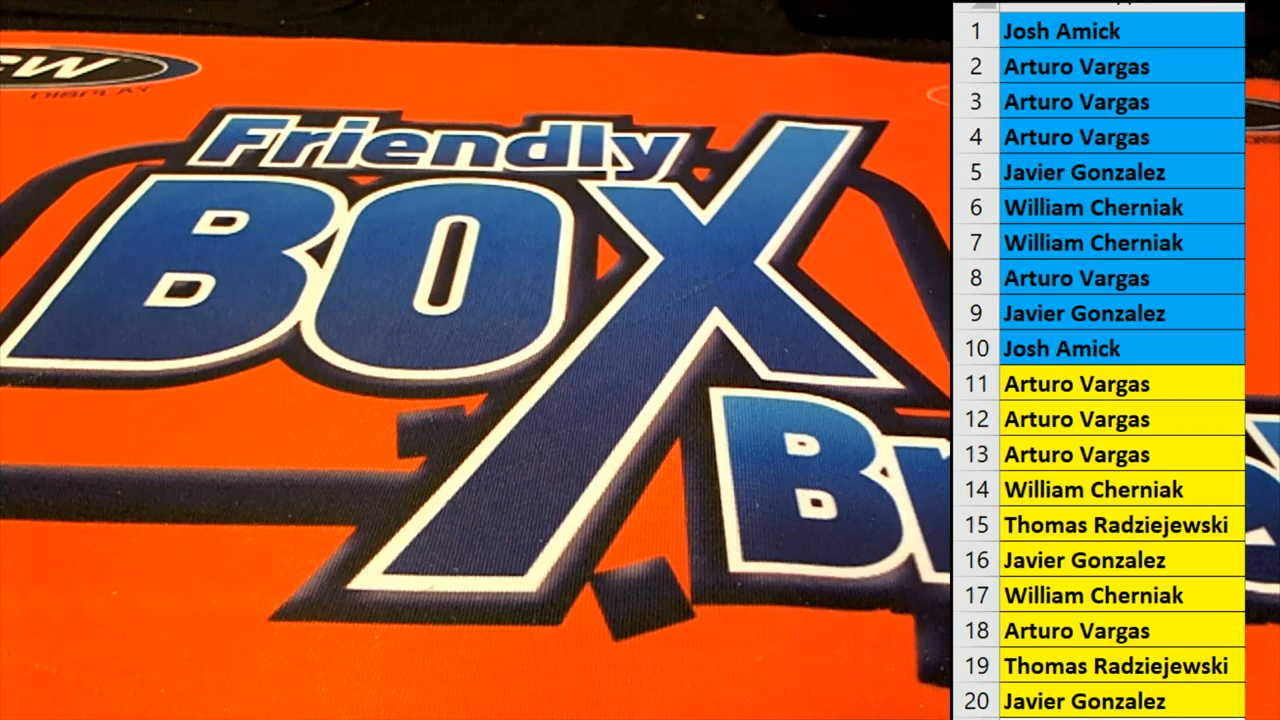 DISPLAY
Friendly
BOX
1 Josh Amick
2 Arturo Vargas
3 Arturo Vargas
4 Arturo Vargas
5 Javier Gonzalez
6 William Cherniak
7 William Cherniak
8 Arturo Vargas
9 Javier Gonzalez
10 Josh Amick
11 Arturo Vargas
12 Arturo Vargas
13 Arturo Vargas
14 William Cherniak
15 Thomas Radziejewski
16 Javier Gonzalez
17 William Cherniak
18 Arturo Vargas
19 Thomas Radziejewski
20 Javier Gonzalez